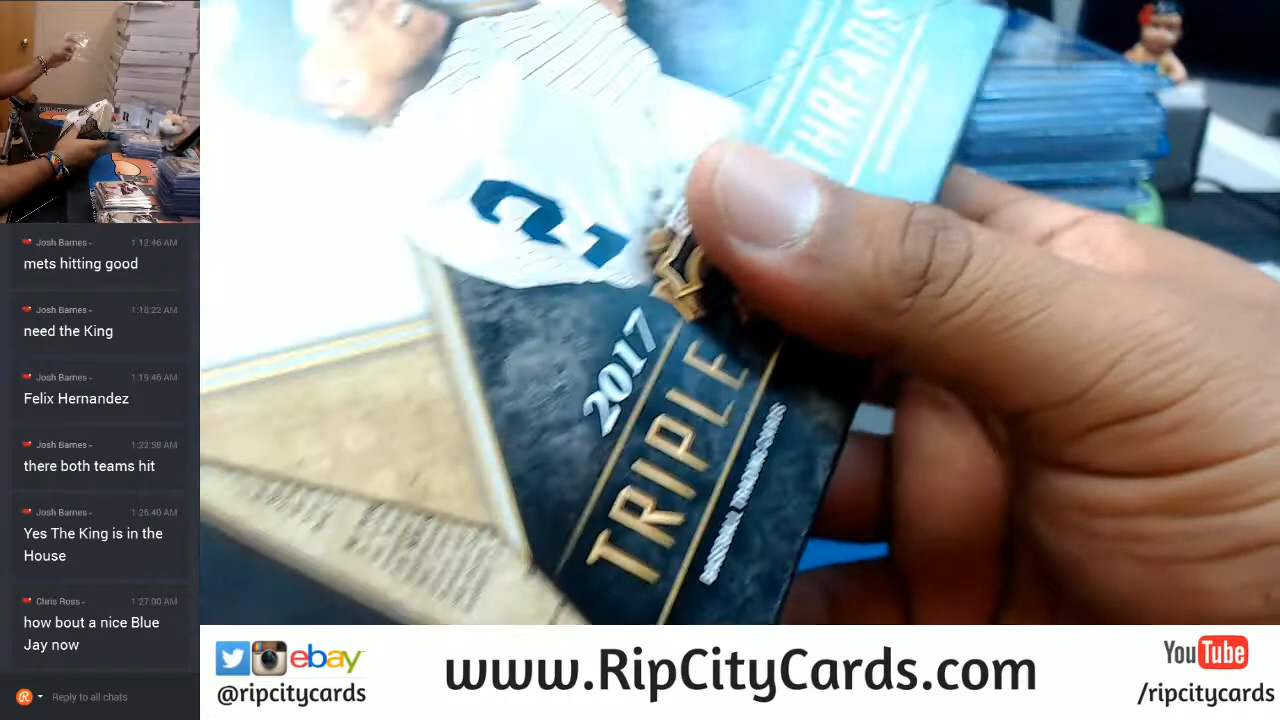 Josh Barnes - 1:12:46 AM
mets hitting good
Josh Barnes - 1:18:22 AM
need the King
Josh Barnes - 1:19:46 AM
Felix Hernandez
Josh Barnes - 1:22:58 AM
there both teams hit
Josh Barnes - 1:26:40 AM
Yes The King is in the
House
Chris Ross - 1:27:00 AM
how bout a nice Blue
Jay now
Reply to all chats
2
2017
TRIPLE
THREADS
ebay
@ripcitycards
www.RipCityCards.com
YouTube
/ripcitycards